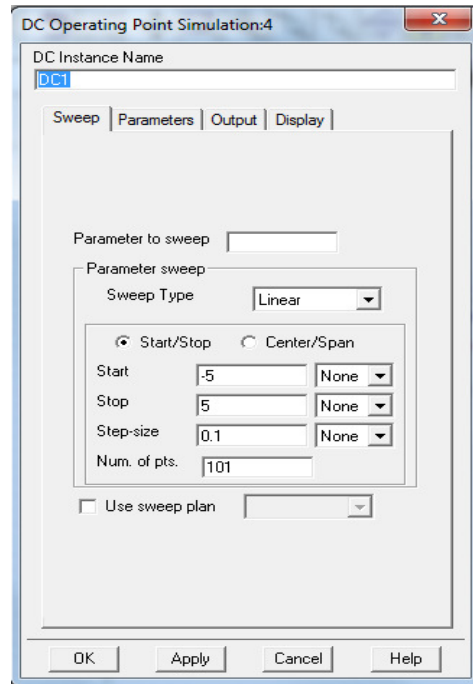 DC Operating Point Simulation:4
DC Instance Name
DC1
Sweep Parameters Output Display
Parameter to sweep
Parameter sweep
Sweep Type Linear
Start/Stop Center/Span
Start -5 None
Stop 5 None
Step-size 0.1 None
Num. of pts. 101
Use sweep plan
OK Apply Cancel Help